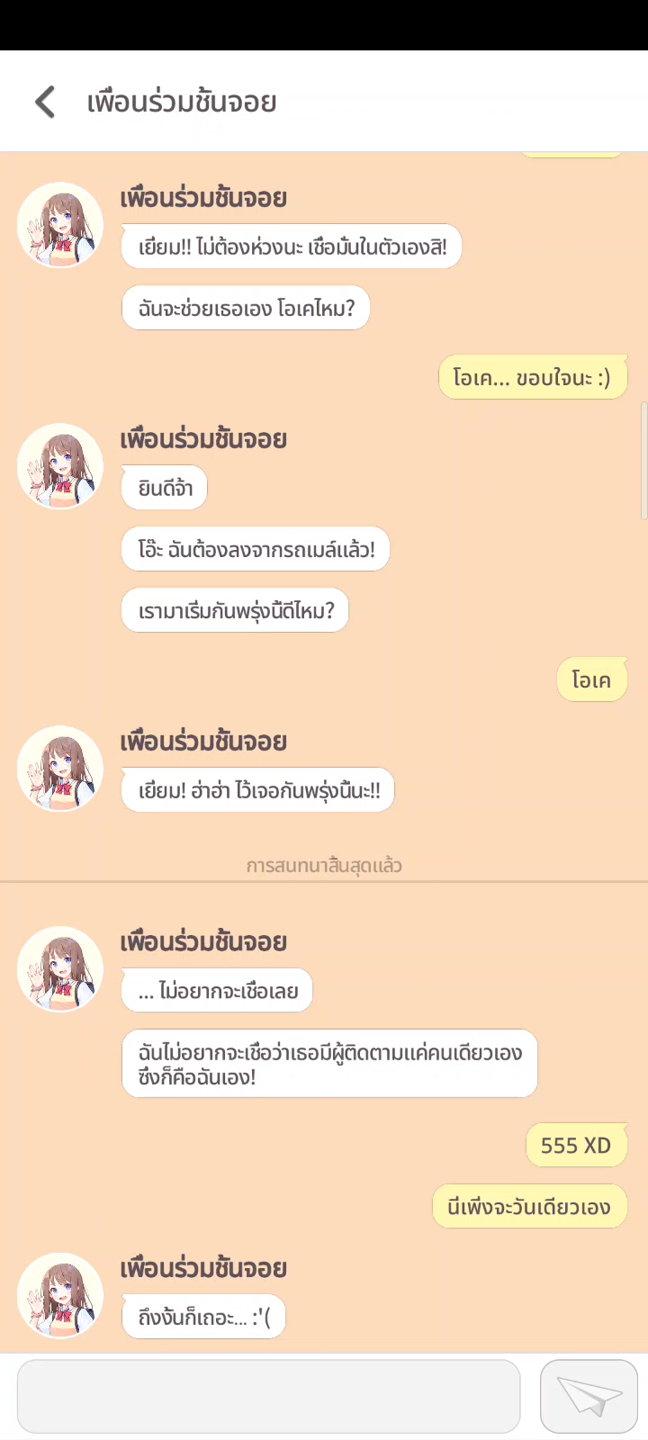 เพื่อนร่วมชั้นจอย
เพื่อนร่วมชั้นจอย
เยี่ยม!! ไม่ต้องห่วงนะ เชื่อมั่นในตัวเองสิ!
ฉันจะช่วยเธอเอง โอเคไหม?
โอเค... ขอบใจนะ :)
เพื่อนร่วมชั้นจอย
ยินดีจ้า
โอ๊ะ ฉันต้องลงจากรถเมล์แล้ว!
เรามาเริ่มกันพรุ่งนี้ดีไหม?
โอเค
เพื่อนร่วมชั้นจอย
เยี่ยม! ฮ่าฮ่า ไว้เจอกันพรุ่งนี้นะ!!
การสนทนาสิ้นสุดแล้ว
เพื่อนร่วมชั้นจอย
... ไม่อยากจะเชื่อเลย
ฉันไม่อยากจะเชื่อว่าเธอมีผู้ติดตามแค่คนเดียวเอง
ซึ่งก็คือฉันเอง!
555 XD
นี่เพิ่งจะวันเดียวเอง
เพื่อนร่วมชั้นจอย
ถึงงั้นก็เถอะ... :'(